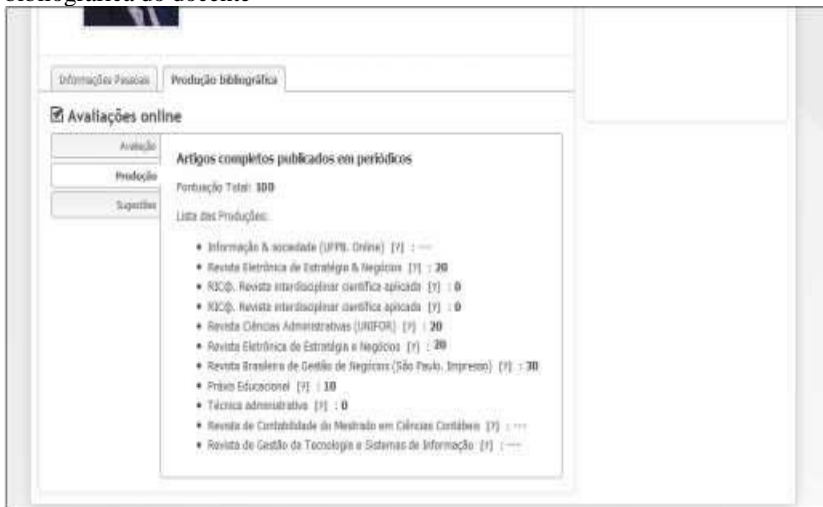 bibliográfica do docente
Informações Pessoais
Produção bibliográfica
Avaliações online
Avaliação
Produção
Sugestões
Artigos completos publicados em periódicos
Pontuação Total: 100
Lista das Produções:
• Informação & sociedade (UFPB. Online) [?] : ---
• Revista Eletrônica de Estratégia & Negócios [?] : 20
• RIC@. Revista interdisciplinar científica aplicada [?] : 0
• RIC@. Revista interdisciplinar científica aplicada [?] : 0
• Revista Ciências Administrativas (UNIFOR) [?] : 20
• Revista Eletrônica de Estratégia e Negócios [?] : 20
• Revista Brasileira de Gestão de Negócios (São Paulo. Impresso) [?] : 30
• Práxis Educacional [?] : 10
• Técnica administrativa [?] : 0
• Revista de Contabilidade do Mestrado em Ciências Contábeis [?] : ---
• Revista de Gestão da Tecnologia e Sistemas de Informação [?] : ---